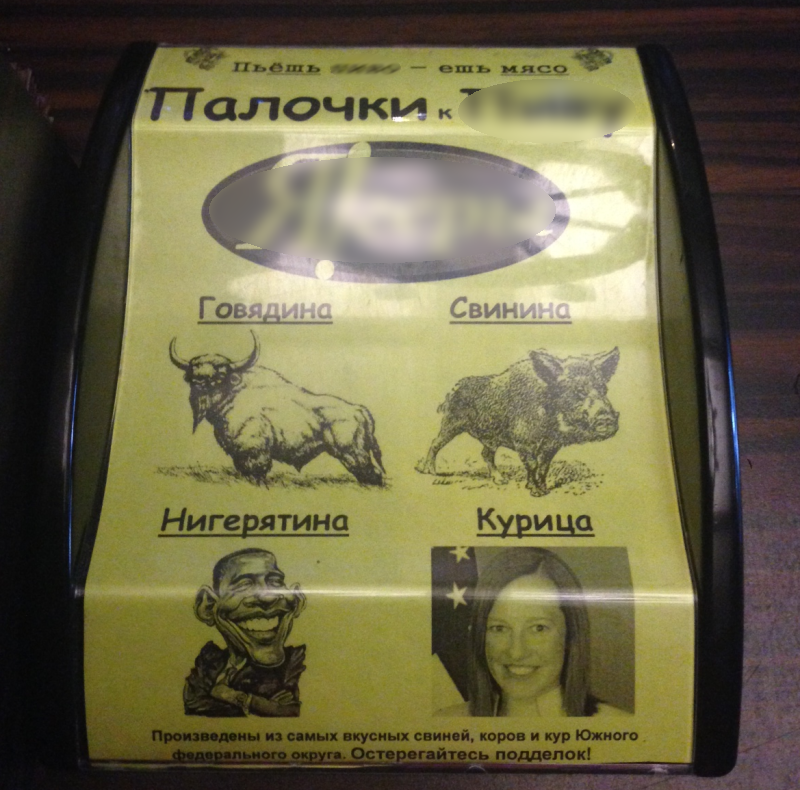 Пьёшь – ешь мясо
Палочки к
Говядина
Свинина
Нигерятина
Курица
Произведены из самых вкусных свиней, коров и кур Южного
федерального округа. Остерегайтесь подделок!